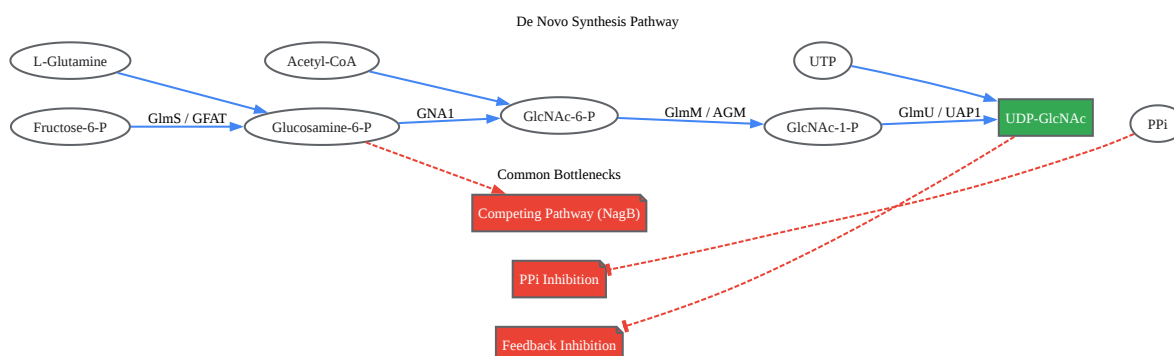 De Novo Synthesis Pathway
L-Glutamine
Acetyl-CoA
UTP
Fructose-6-P
GlmS / GFAT
Glucosamine-6-P
GNA1
GlcNAc-6-P
GlmM / AGM
GlcNAc-1-P
GlmU / UAP1
UDP-GlcNAc
PPi
Common Bottlenecks
Competing Pathway (NagB)
PPi Inhibition
Feedback Inhibition